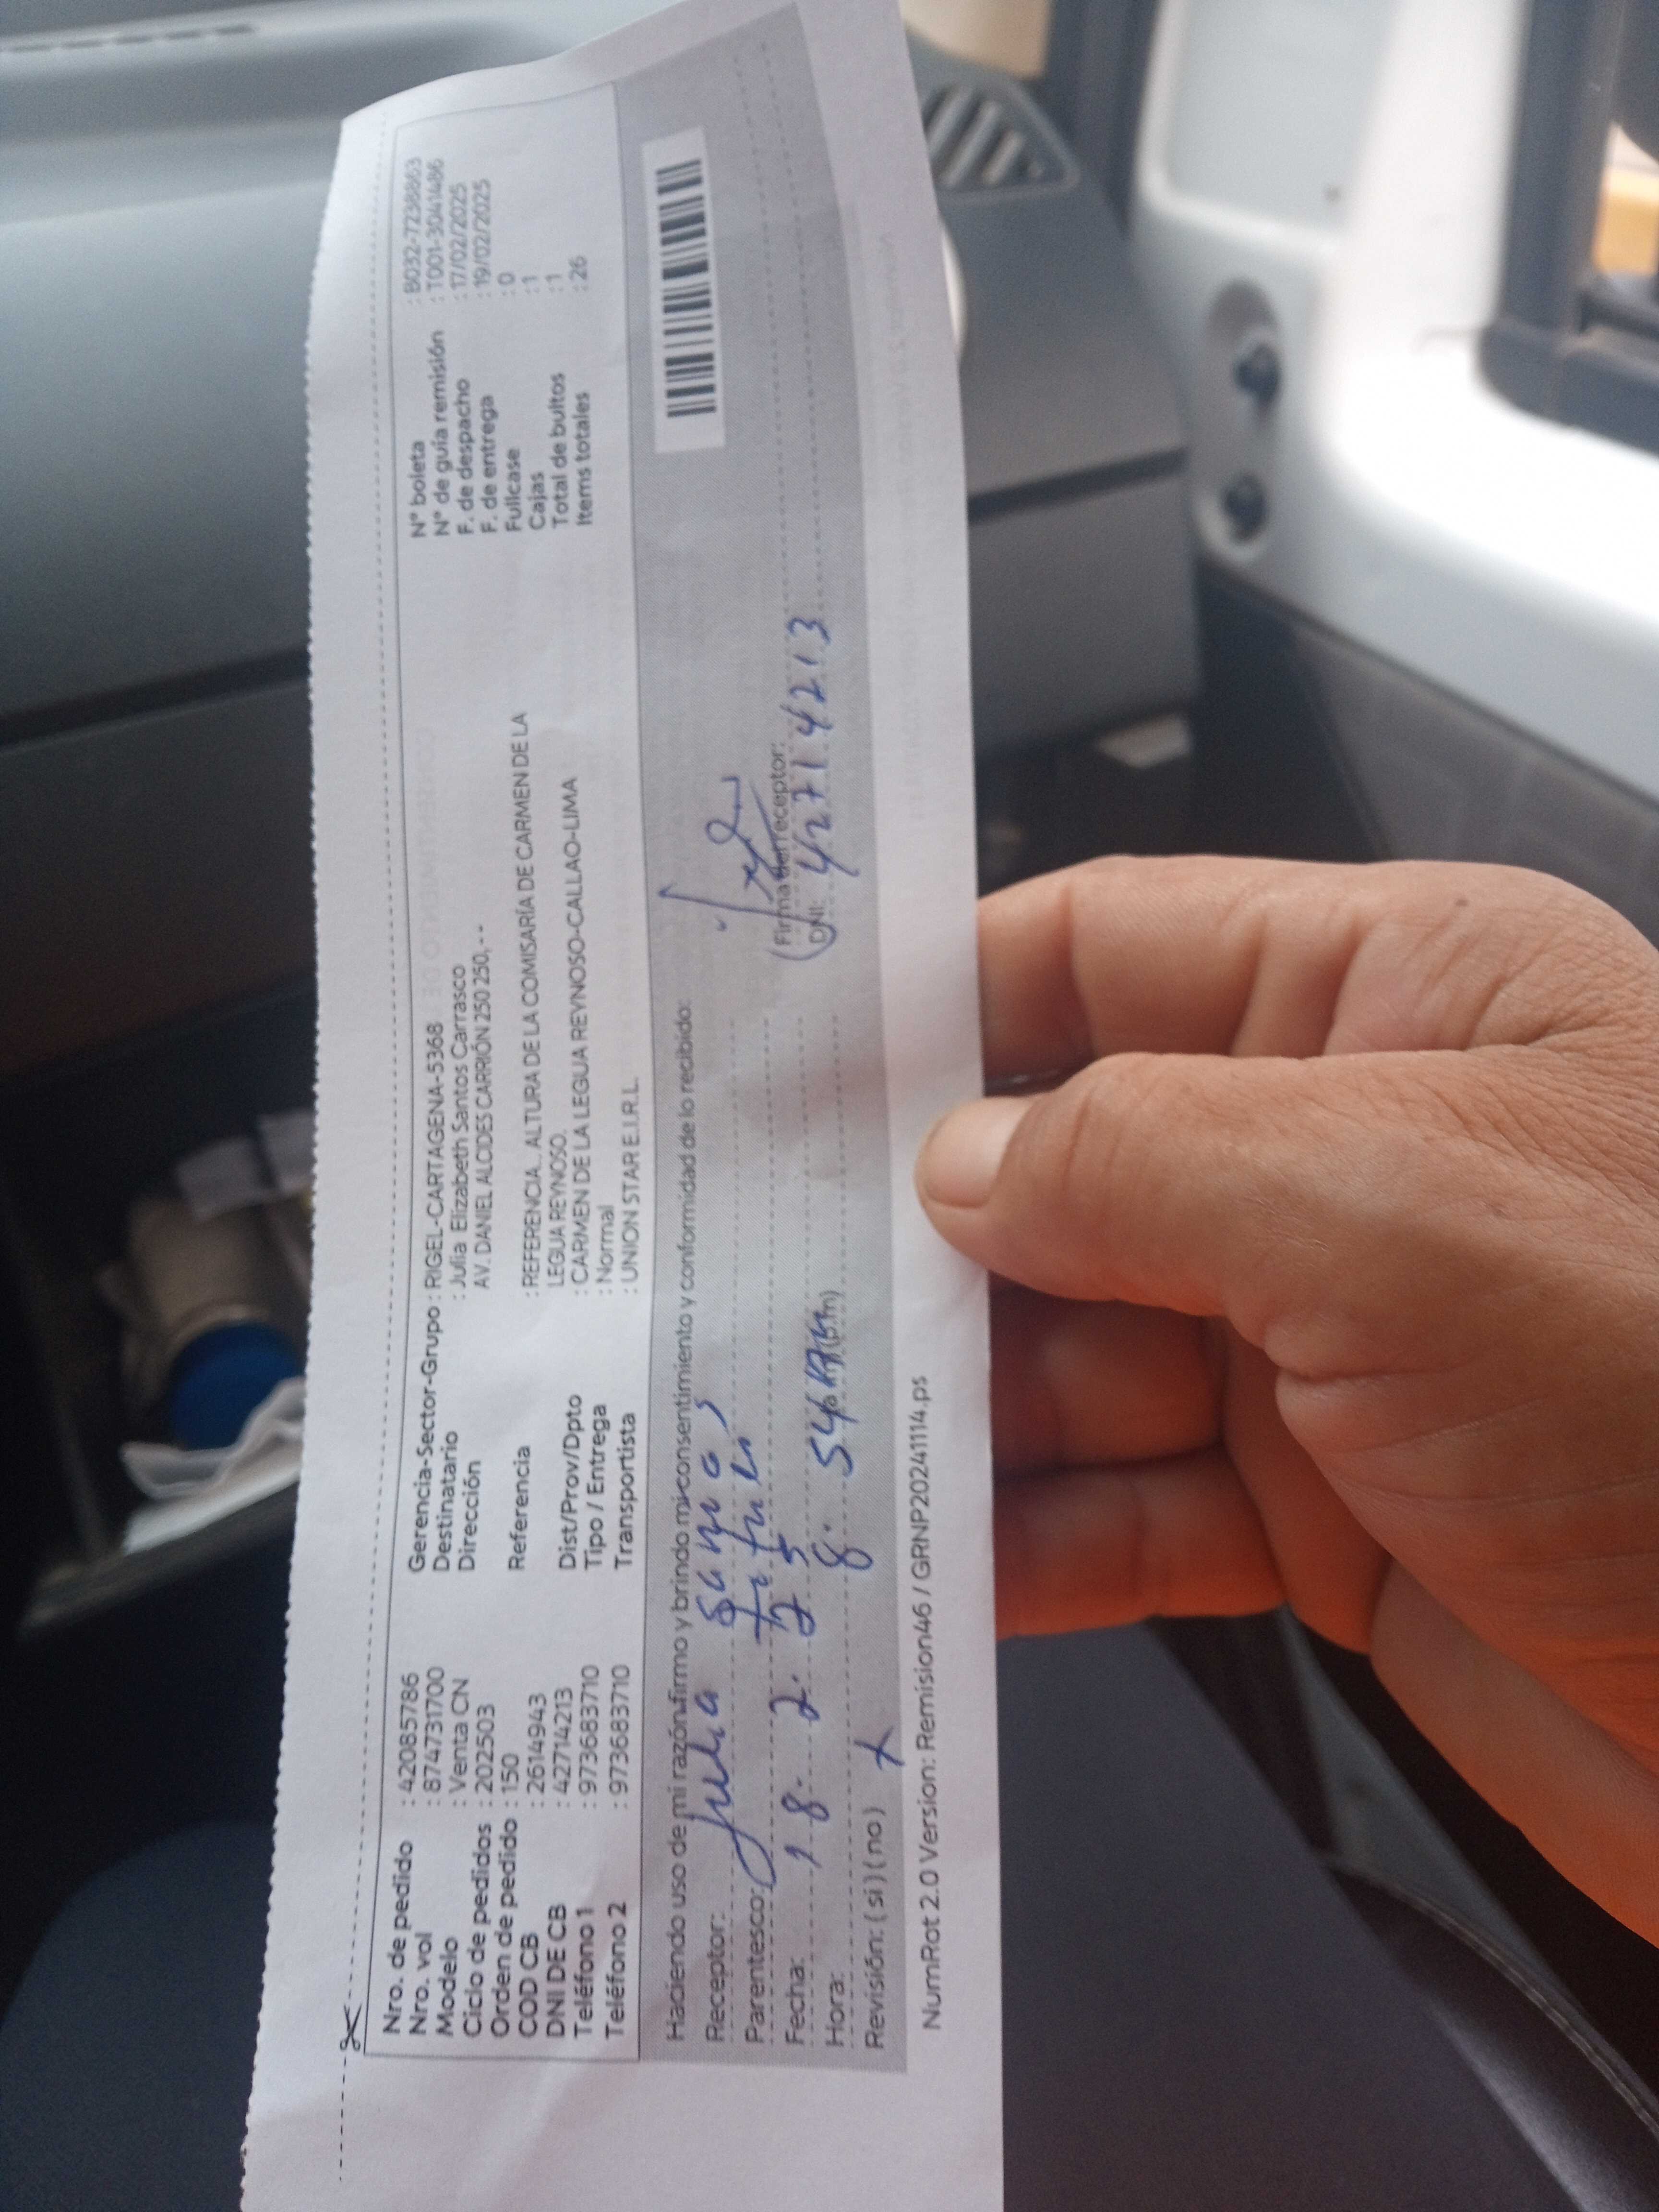 Nro. de pedido : 42085786
Nro. vol : 874731700
Modelo : Venta CN
Ciclo de pedidos : 202503
Orden de pedido : 150
COD CB : 2614943
DNI DE CB : 42714213
Teléfono 1 : 973683710
Teléfono 2 : 973683710
Gerencia-Sector-Grupo : RIGEL-CARTAGENA-5368
Destinatario : Julia Elizabeth Santos Carrasco
Dirección AV. DANIEL ALCIDES CARRIÓN 250 250,--
Referencia : REFERENCIA.. ALTURA DE LA COMISARÍA DE CARMEN DE LA
LEGUA REYNOSO.
Dist/Prov/Dpto : CARMEN DE LA LEGUA REYNOSO-CALLAO-LIMA
Tipo / Entrega : Normal
Transportista : UNION STAR E.I.R.L.
N° boleta : B032-7238863
N° de guía remisión : T001-3041486
F. de despacho : 17/02/2025
F. de entrega : 19/02/2025
Fullcase : 0
Cajas : 1
Total de bultos : 1
Items totales : 26
Haciendo uso de mi razón firmo y brindo mi consentimiento y conformidad de lo recibido:
Receptor: Julia
Parentesco:
Fecha: 18. 2. 25
Hora: 8. 54
Revisión: (si) (no) X
(Firma del receptor:
DNI: 42714213
NumRot 2.0 Version: Remision46 / GRNP20241114.ps